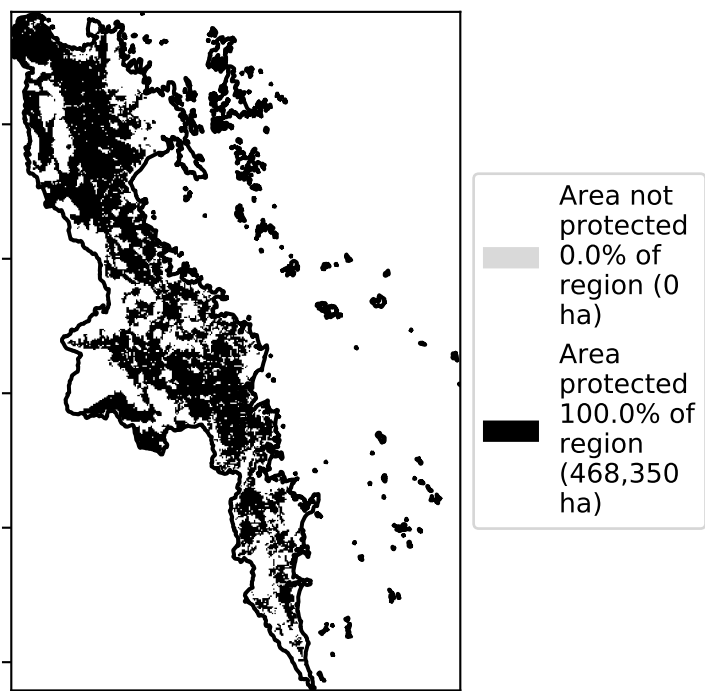 Area not
protected
0.0% of
region (0
ha)
Area
protected
100.0% of
region
(468,350
ha)